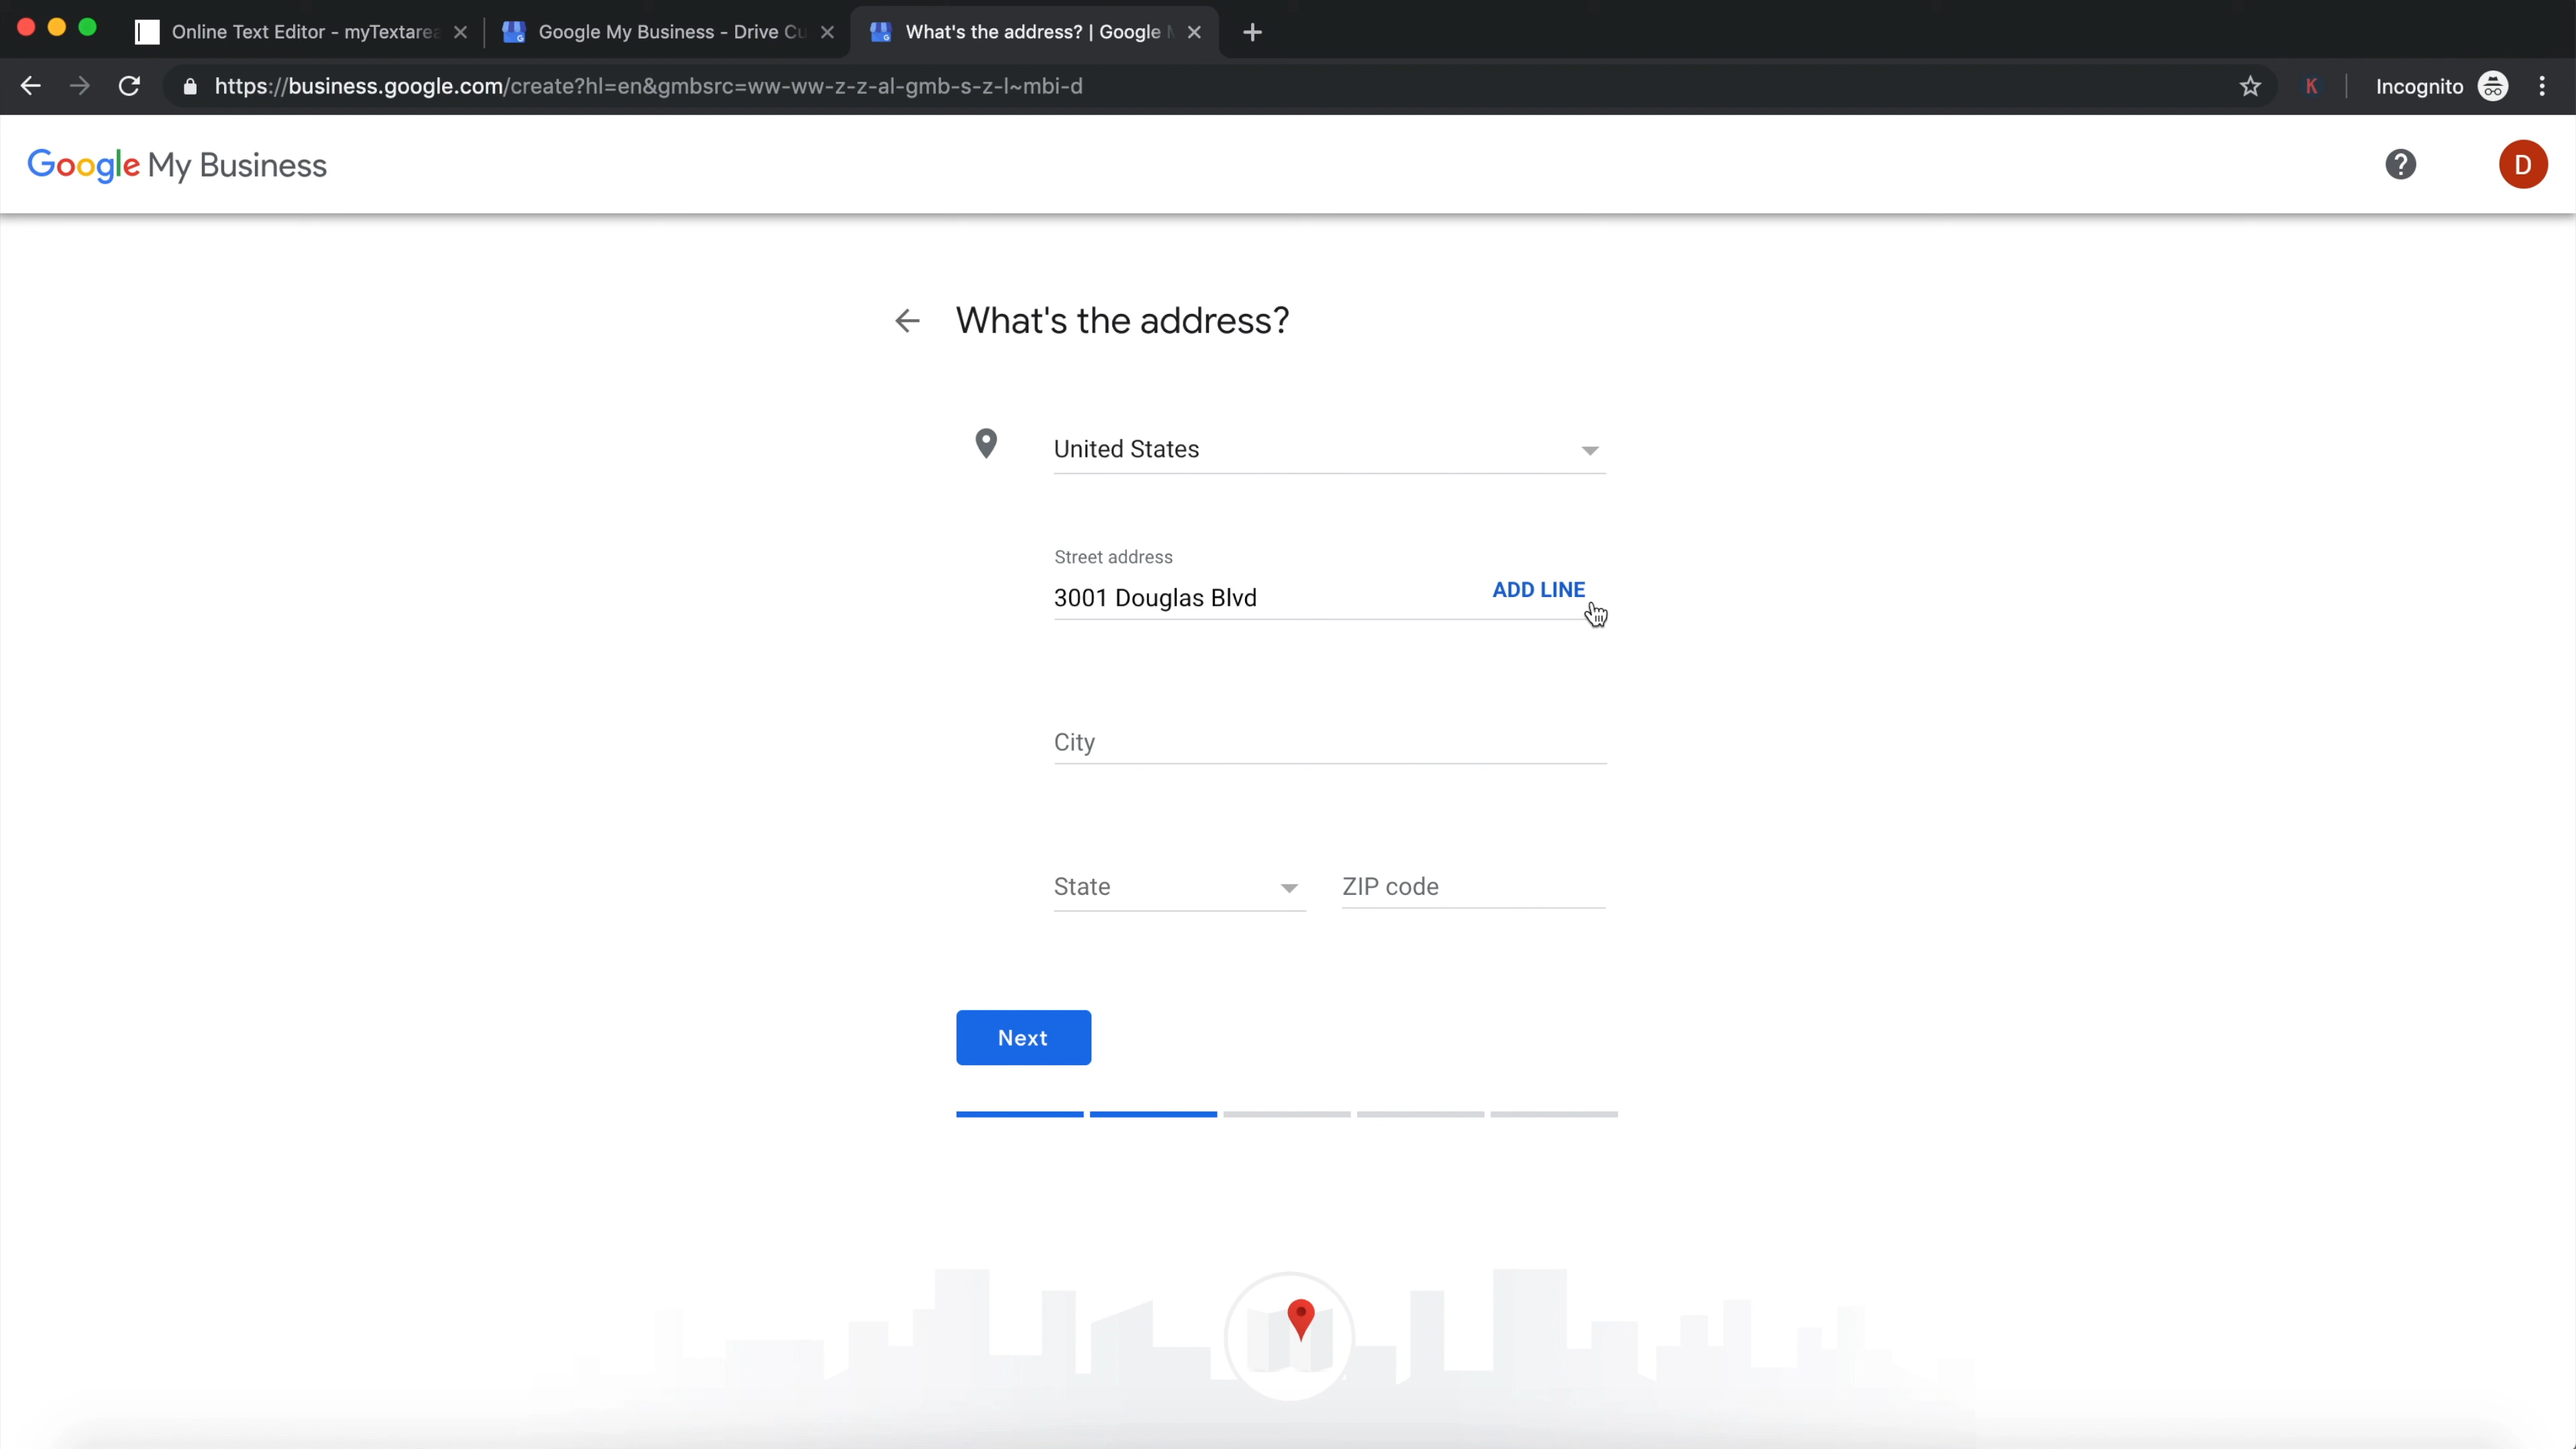 Online Text Editor - myTextarea
Google My Business - Drive Cu
What's the address? | Google M
https://business.google.com/create?hl=en&gmbsrc=ww-ww-z-z-al-gmb-s-z-l~mbi-d
K
Incognito
Google My Business
?
D
What's the address?
United States
Street address
3001 Douglas Blvd
ADD LINE
City
State
ZIP code
Next